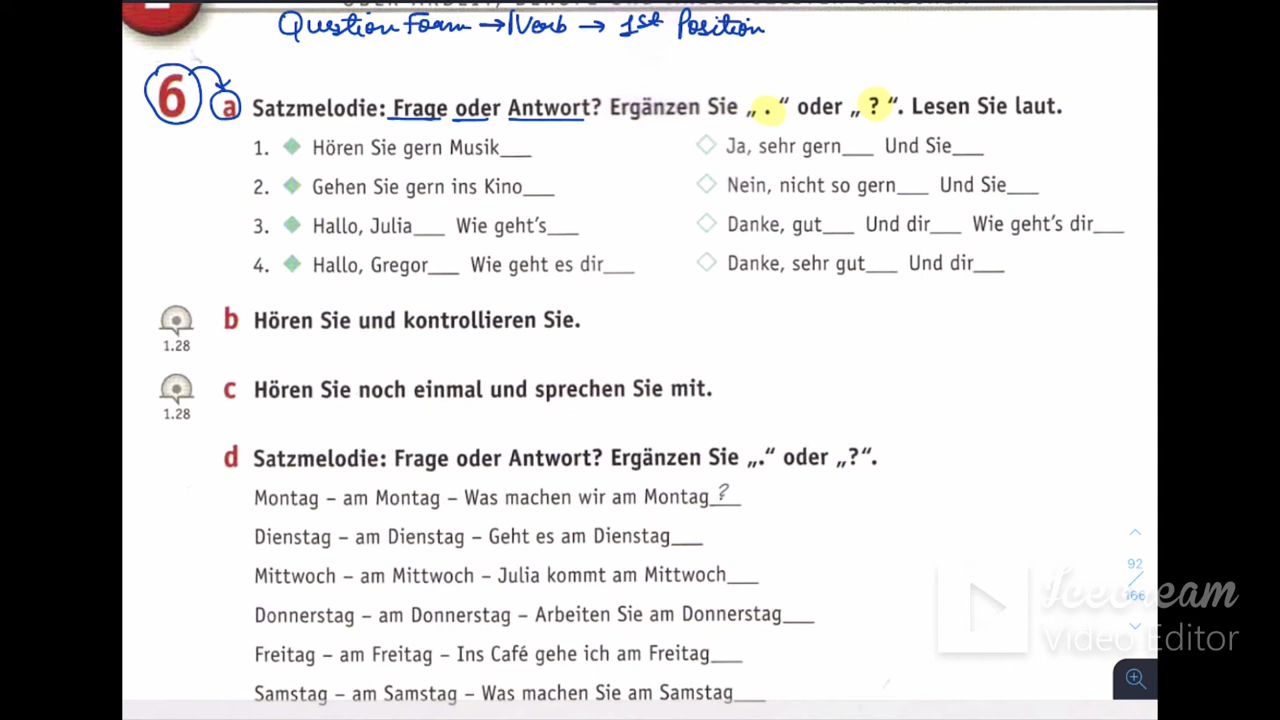 Question Form → Verb → 1st Position
6 a Satzmelodie: Frage oder Antwort? Ergänzen Sie „ . “ oder „ ? “. Lesen Sie laut.
1. Hören Sie gern Musik___ Ja, sehr gern___ Und Sie___
2. Gehen Sie gern ins Kino___ Nein, nicht so gern___ Und Sie___
3. Hallo, Julia___ Wie geht's___ Danke, gut___ Und dir___ Wie geht's dir___
4. Hallo, Gregor___ Wie geht es dir___ Danke, sehr gut___ Und dir___
b Hören Sie und kontrollieren Sie.
1.28
c Hören Sie noch einmal und sprechen Sie mit.
1.28
d Satzmelodie: Frage oder Antwort? Ergänzen Sie „.“ oder „?“.
Montag – am Montag – Was machen wir am Montag_?_
Dienstag – am Dienstag – Geht es am Dienstag___
Mittwoch – am Mittwoch – Julia kommt am Mittwoch___
Donnerstag – am Donnerstag – Arbeiten Sie am Donnerstag___
Freitag – am Freitag – Ins Café gehe ich am Freitag___
Samstag – am Samstag – Was machen Sie am Samstag___
92
166
Icecream
Video Editor